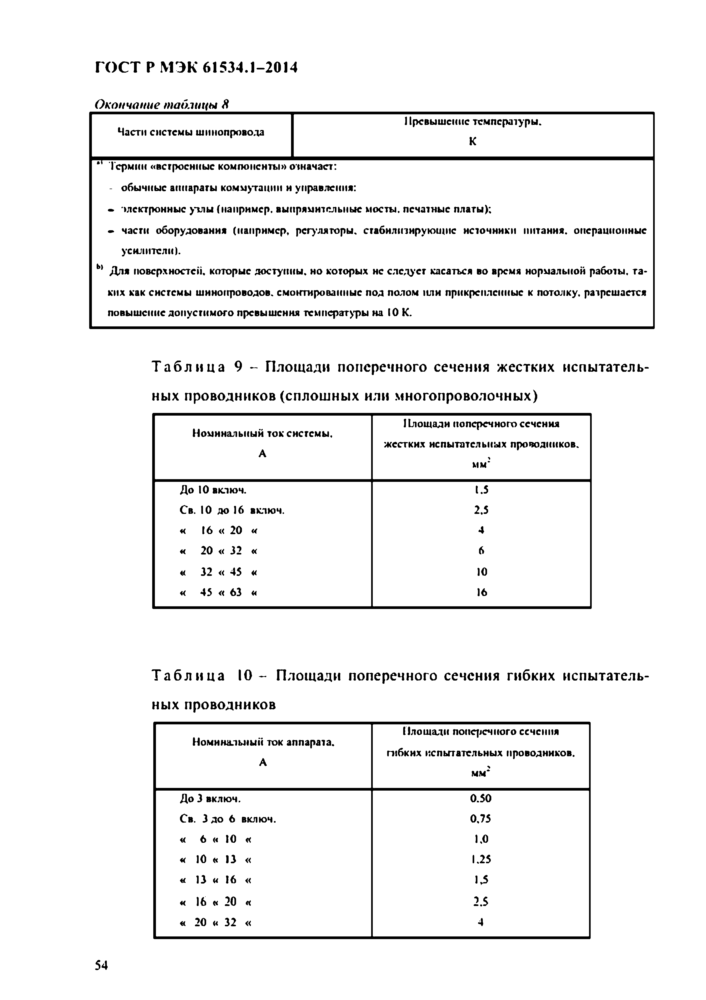 ГОСТ Р МЭК 61534.1–2014
Окончание таблицы 8
Части системы шинопровода
Превышение температуры,
К
a) Термин «встроенные компоненты» означает:
- обычные аппараты коммутации и управления;
– электронные узлы (например, выпрямительные мосты, печатные платы);
– части оборудования (например, регуляторы, стабилизирующие источники питания, операционные
усилители).
b) Для поверхностей, которые доступны, но которых не следует касаться во время нормальной работы, та-
ких как системы шинопроводов, смонтированные под полом или прикрепленные к потолку, разрешается
повышение допустимого превышения температуры на 10 К.
Таблица 9 – Площади поперечного сечения жестких испытатель-
ных проводников (сплошных или многопроволочных)
Номинальный ток системы,
А
Площади поперечного сечения
жестких испытательных проводников,
мм²
До 10 включ. 1,5
Св. 10 до 16 включ. 2,5
« 16 « 20 « 4
« 20 « 32 « 6
« 32 « 45 « 10
« 45 « 63 « 16
Таблица 10 – Площади поперечного сечения гибких испытатель-
ных проводников
Номинальный ток аппарата,
А
Площади поперечного сечения
гибких испытательных проводников,
мм²
До 3 включ. 0,50
Св. 3 до 6 включ. 0,75
« 6 « 10 « 1,0
« 10 « 13 « 1,25
« 13 « 16 « 1,5
« 16 « 20 « 2,5
« 20 « 32 « 4
54